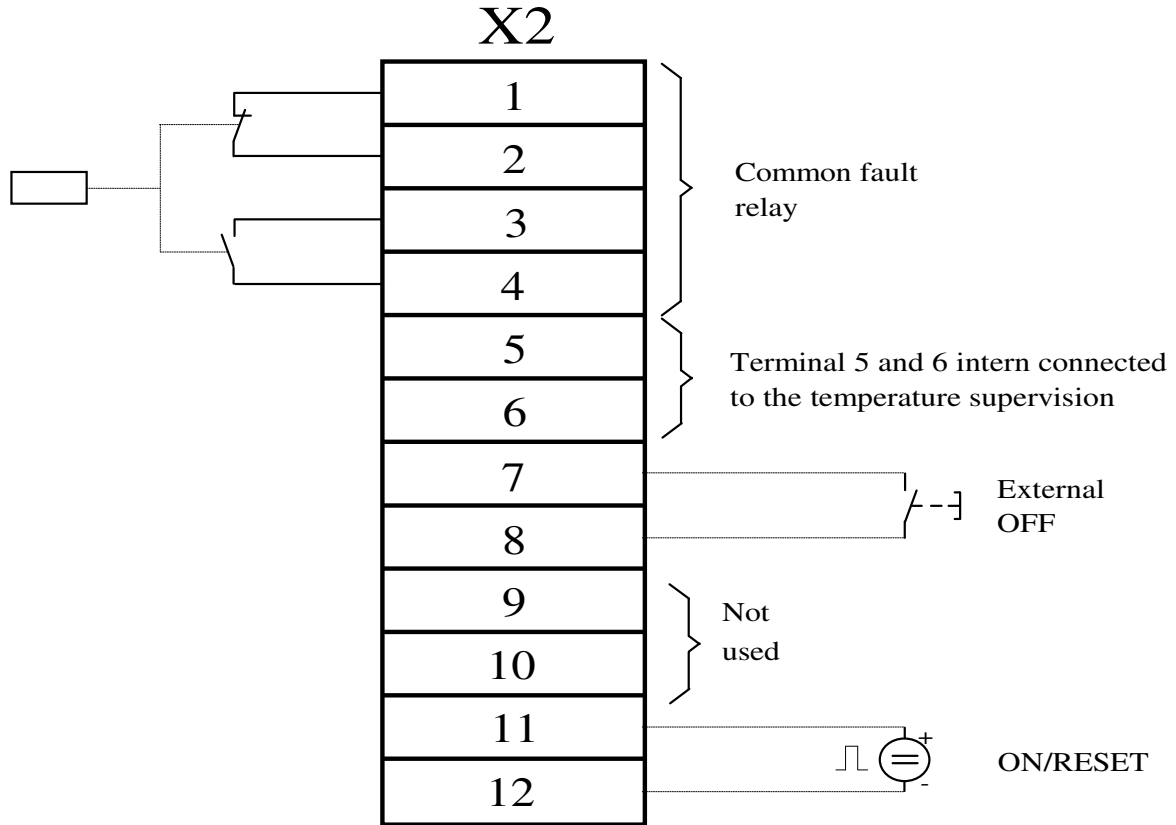 X2
1
2
3
4
5
6
7
8
9
10
11
12
Common fault
relay
Terminal 5 and 6 intern connected
to the temperature supervision
External
OFF
Not
used
+
-
ON/RESET